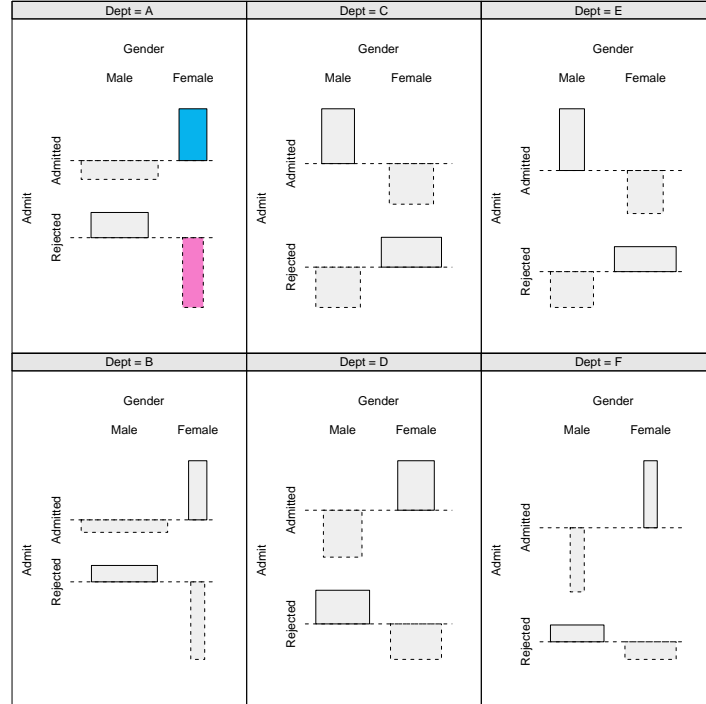 Dept = A
Gender
Male Female
Admit
Admitted
Rejected
Dept = C
Gender
Male Female
Admit
Admitted
Rejected
Dept = E
Gender
Male Female
Admit
Admitted
Rejected
Dept = B
Gender
Male Female
Admit
Admitted
Rejected
Dept = D
Gender
Male Female
Admit
Admitted
Rejected
Dept = F
Gender
Male Female
Admit
Admitted
Rejected